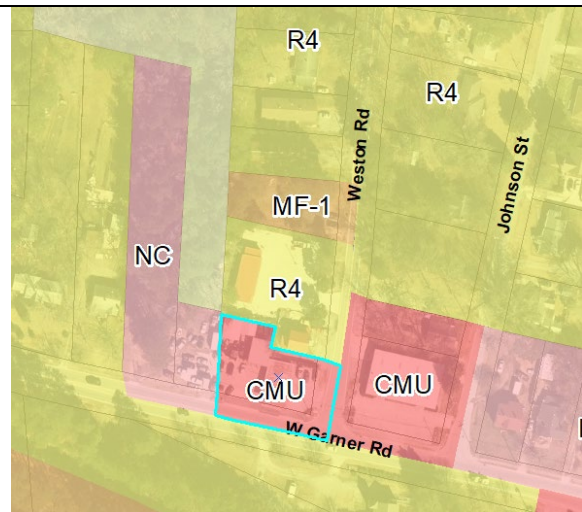 R4
R4
Weston Rd
Johnson St
MF-1
NC
R4
CMU
CMU
W Garner Rd